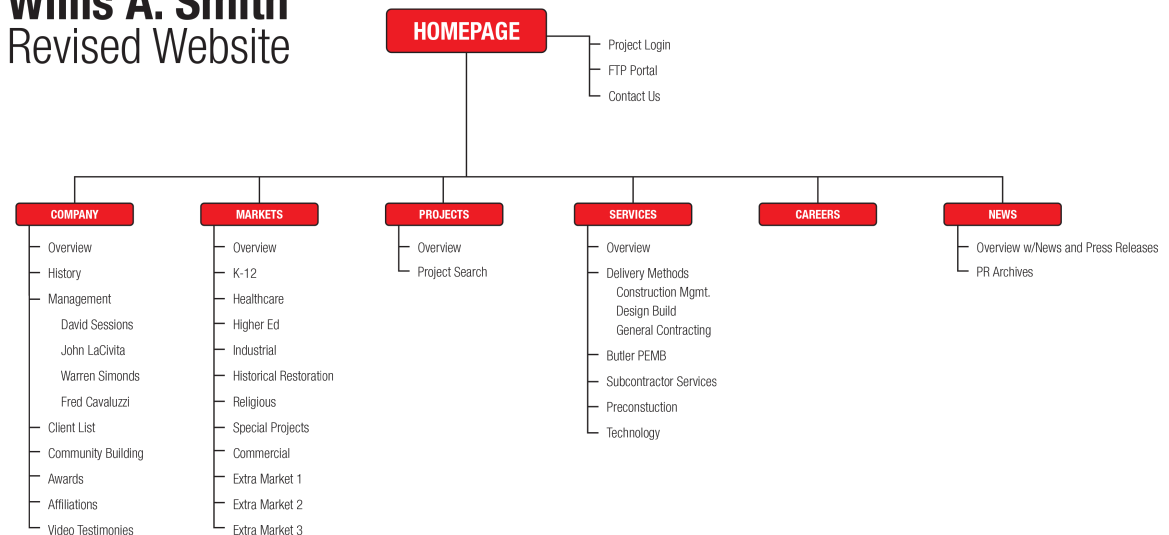 Willis A. Smith
Revised Website
HOMEPAGE
Project Login
FTP Portal
Contact Us
COMPANY
Overview
History
Management
David Sessions
John LaCivita
Warren Simonds
Fred Cavaluzzi
Client List
Community Building
Awards
Affiliations
Video Testimonies
MARKETS
Overview
K-12
Healthcare
Higher Ed
Industrial
Historical Restoration
Religious
Special Projects
Commercial
Extra Market 1
Extra Market 2
Extra Market 3
PROJECTS
Overview
Project Search
SERVICES
Overview
Delivery Methods
Construction Mgmt.
Design Build
General Contracting
Butler PEMB
Subcontractor Services
Preconstuction
Technology
CAREERS
NEWS
Overview w/News and Press Releases
PR Archives